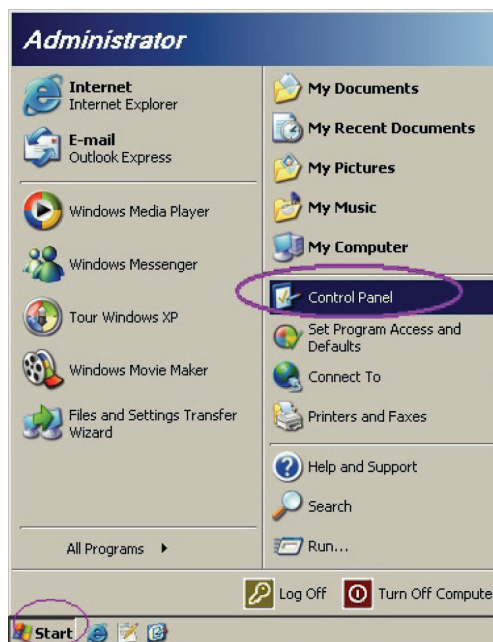 Administrator
Internet
Internet Explorer
E-mail
Outlook Express
Windows Media Player
Windows Messenger
Tour Windows XP
Windows Movie Maker
Files and Settings Transfer
Wizard
All Programs
My Documents
My Recent Documents
My Pictures
My Music
My Computer
Control Panel
Set Program Access and
Defaults
Connect To
Printers and Faxes
Help and Support
Search
Run...
Log Off
Turn Off Compute
Start